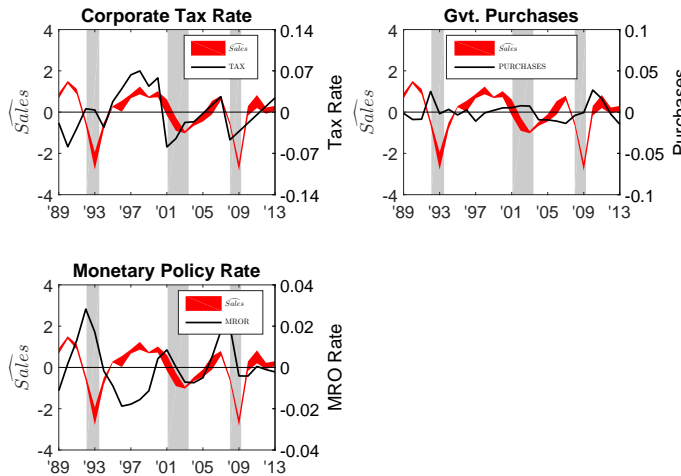 Corporate Tax Rate
Gvt. Purchases
4
2
0
-2
-4
Sales
0.14
0.07
0
-0.07
-0.14
Tax Rate
Sales
TAX
'89 '93 '97 '01 '05 '09 '13
4
2
0
-2
-4
Sales
0.1
0.05
0
-0.05
-0.1
Purchases
Sales
PURCHASES
'89 '93 '97 '01 '05 '09 '13
Monetary Policy Rate
4
2
0
-2
-4
Sales
0.04
0.02
0
-0.02
-0.04
MRO Rate
Sales
MROR
'89 '93 '97 '01 '05 '09 '13